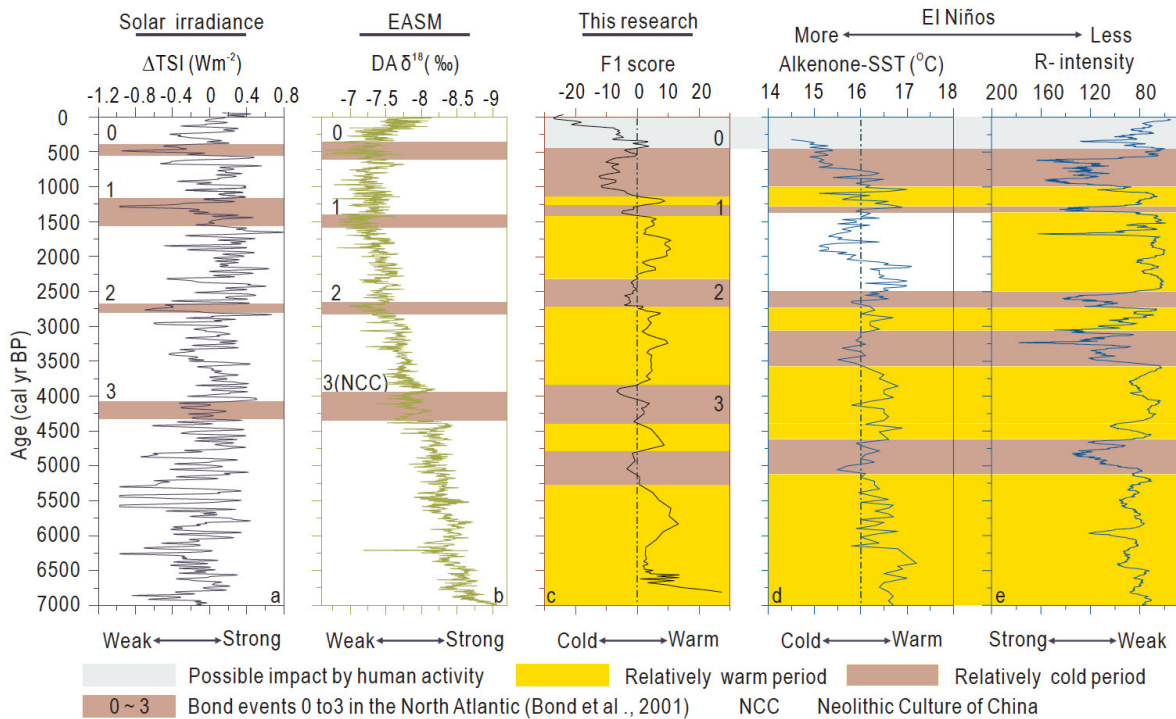 Solar irradiance EASM This research El Niños
More Less
ΔTSI (Wm⁻²) DA δ¹⁸( ‰) F1 score Alkenone-SST (°C) R- intensity
-1.2 -0.8 -0.4 0 0.4 0.8 -7 -7.5 -8 -8.5 -9 -20 -10 0 10 20 14 15 16 17 18 200 160 120 80
Age (cal yr BP)
0
500
1000
1500
2000
2500
3000
3500
4000
4500
5000
5500
6000
6500
7000
0
1
2
3
a
0
1
2
3(NCC)
b
0
1
2
3
c
d
e
Weak Strong Weak Strong Cold Warm Cold Warm Strong Weak
Possible impact by human activity Relatively warm period Relatively cold period
0 ~ 3 Bond events 0 to3 in the North Atlantic (Bond et al ., 2001) NCC Neolithic Culture of China